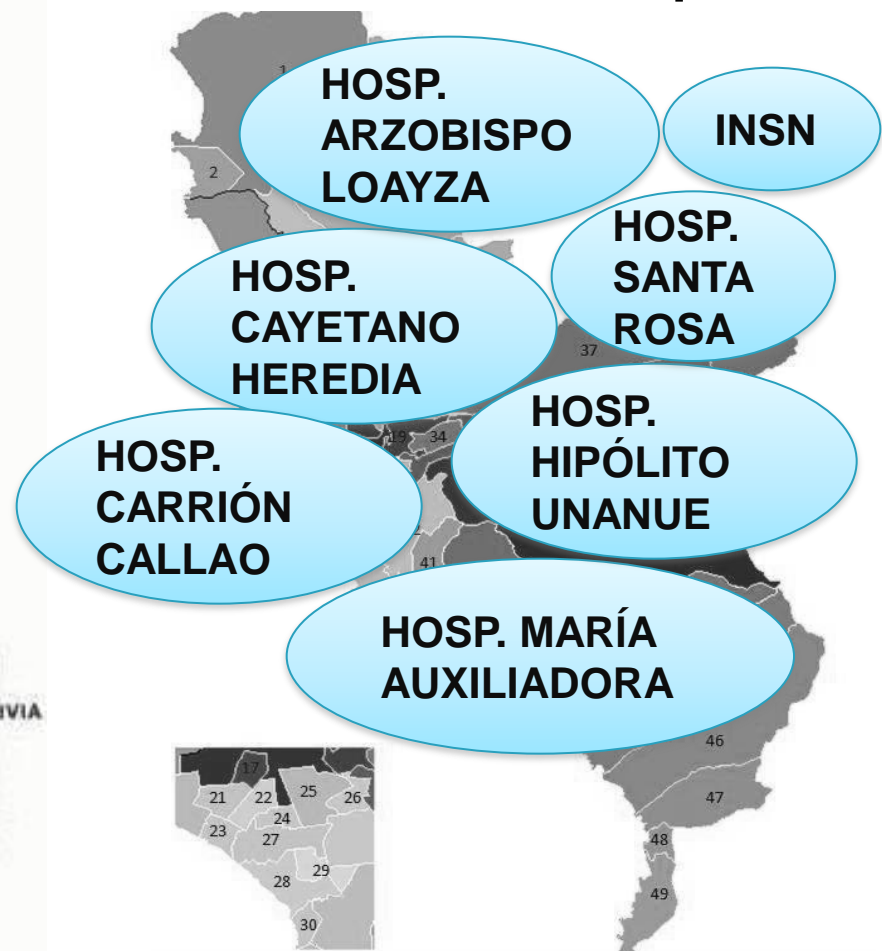 1
HOSP.
ARZOBISPO
LOAYZA
INSN
2
HOSP.
SANTA
ROSA
HOSP.
CAYETANO
HEREDIA
37
HOSP.
HIPÓLITO
UNANUE
19
34
HOSP.
CARRIÓN
CALLAO
41
HOSP. MARÍA
AUXILIADORA
IVIA
46
17
47
21
22
25
26
24
23
27
48
29
28
49
30